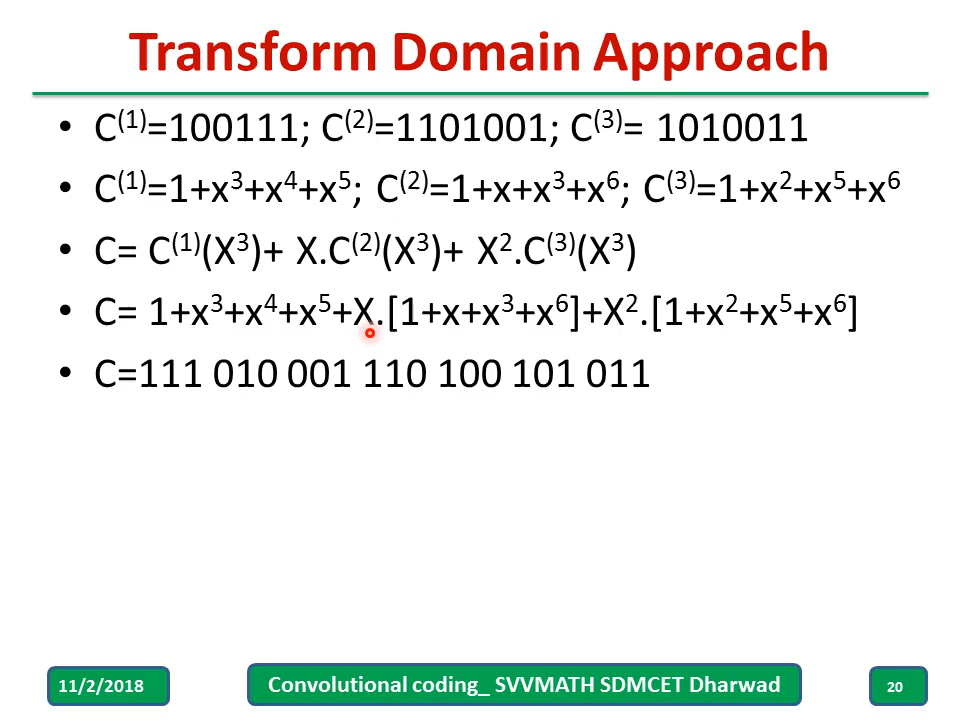 Transform Domain Approach
• C⁽¹⁾=100111; C⁽²⁾=1101001; C⁽³⁾= 1010011
• C⁽¹⁾=1+x³+x⁴+x⁵; C⁽²⁾=1+x+x³+x⁶; C⁽³⁾=1+x²+x⁵+x⁶
• C= C⁽¹⁾(X³)+ X.C⁽²⁾(X³)+ X².C⁽³⁾(X³)
• C= 1+x³+x⁴+x⁵+X.[1+x+x³+x⁶]+X².[1+x²+x⁵+x⁶]
• C=111 010 001 110 100 101 011
11/2/2018
Convolutional coding_ SVVMATH SDMCET Dharwad
20